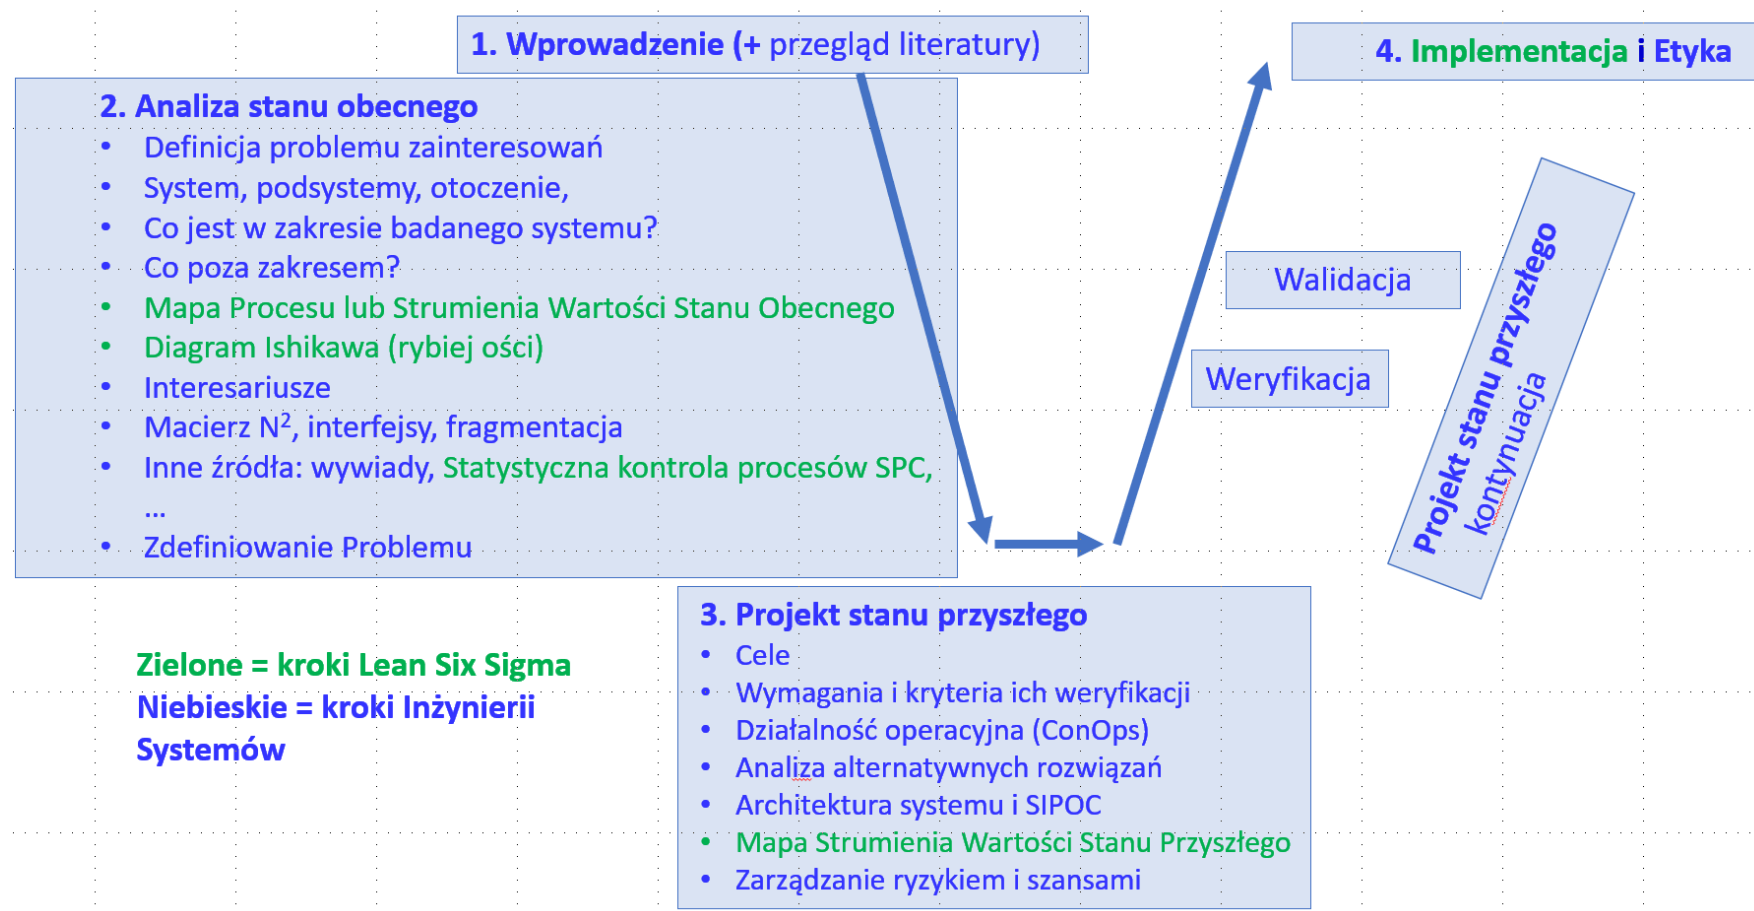 1. Wprowadzenie (+ przegląd literatury)
2. Analiza stanu obecnego
• Definicja problemu zainteresowań
• System, podsystemy, otoczenie,
• Co jest w zakresie badanego systemu?
• Co poza zakresem?
• Mapa Procesu lub Strumienia Wartości Stanu Obecnego
• Diagram Ishikawa (rybiej ości)
• Interesariusze
• Macierz N², interfejsy, fragmentacja
• Inne źródła: wywiady, Statystyczna kontrola procesów SPC,
...
• Zdefiniowanie Problemu
Zielone = kroki Lean Six Sigma
Niebieskie = kroki Inżynierii
Systemów
3. Projekt stanu przyszłego
• Cele
• Wymagania i kryteria ich weryfikacji
• Działalność operacyjna (ConOps)
• Analiza alternatywnych rozwiązań
• Architektura systemu i SIPOC
• Mapa Strumienia Wartości Stanu Przyszłego
• Zarządzanie ryzykiem i szansami
Weryfikacja
Walidacja
Projekt stanu przyszłego
kontynuacja
4. Implementacja i Etyka